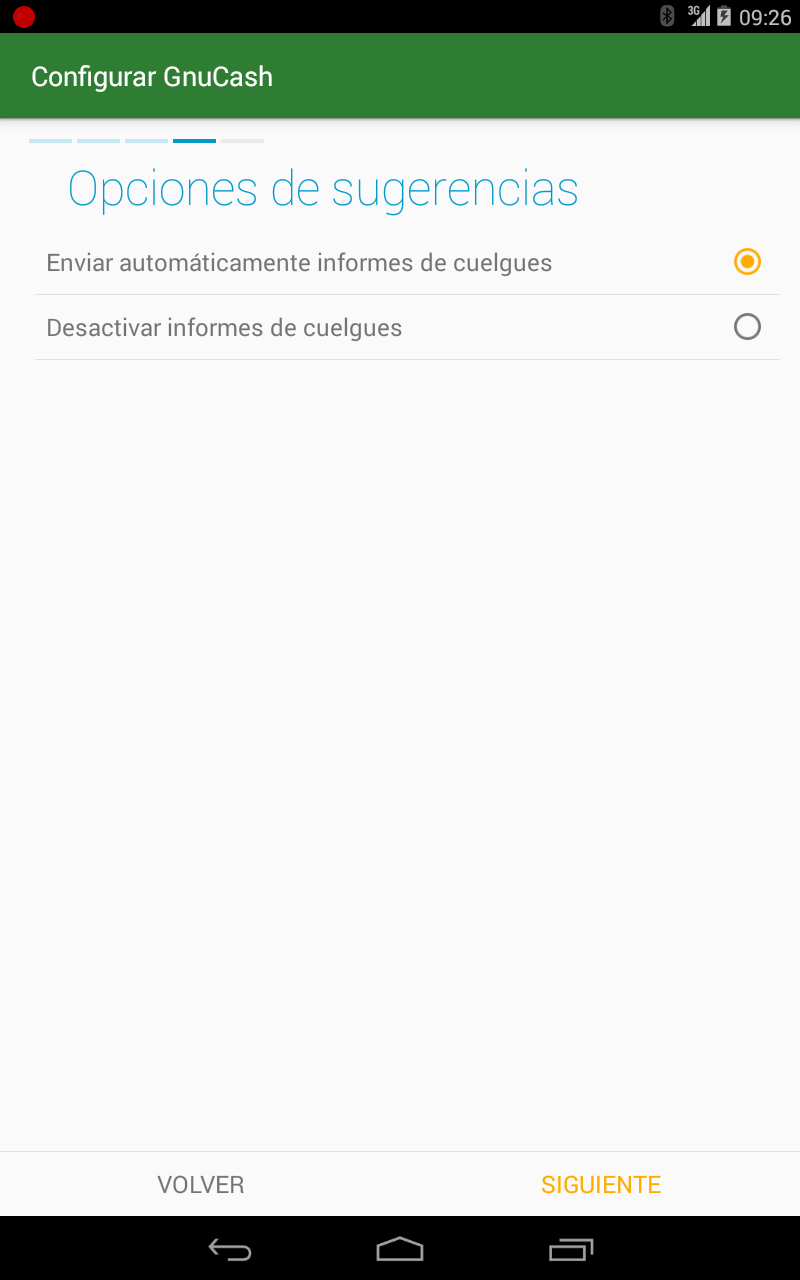 3G 09:26
Configurar GnuCash
Opciones de sugerencias
Enviar automáticamente informes de cuelgues
Desactivar informes de cuelgues
VOLVER SIGUIENTE